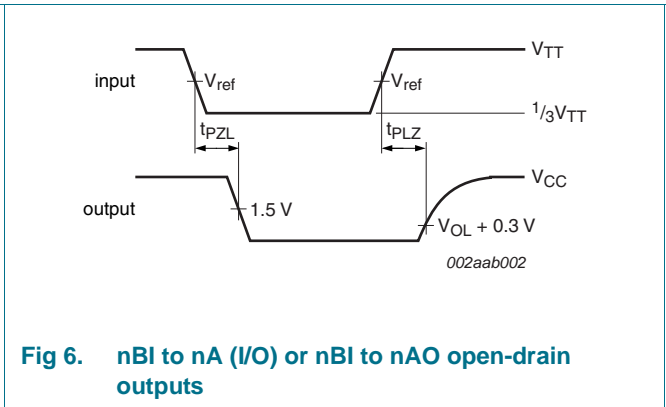 VTT
input
Vref
Vref
1/3VTT
tPZL
tPLZ
VCC
output
1.5 V
VOL + 0.3 V
002aab002
Fig 6. nBI to nA (I/O) or nBI to nAO open-drain
outputs